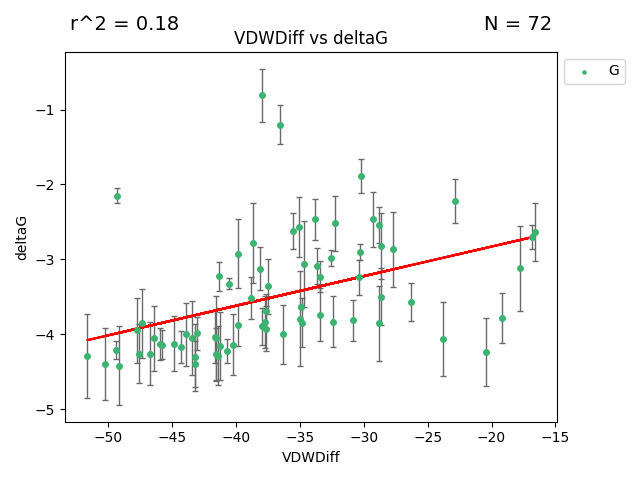 r^2 = 0.18 N = 72
VDWDiff vs deltaG
G
−1
−2
−3
−4
−5
deltaG
−50 −45 −40 −35 −30 −25 −20 −15
VDWDiff